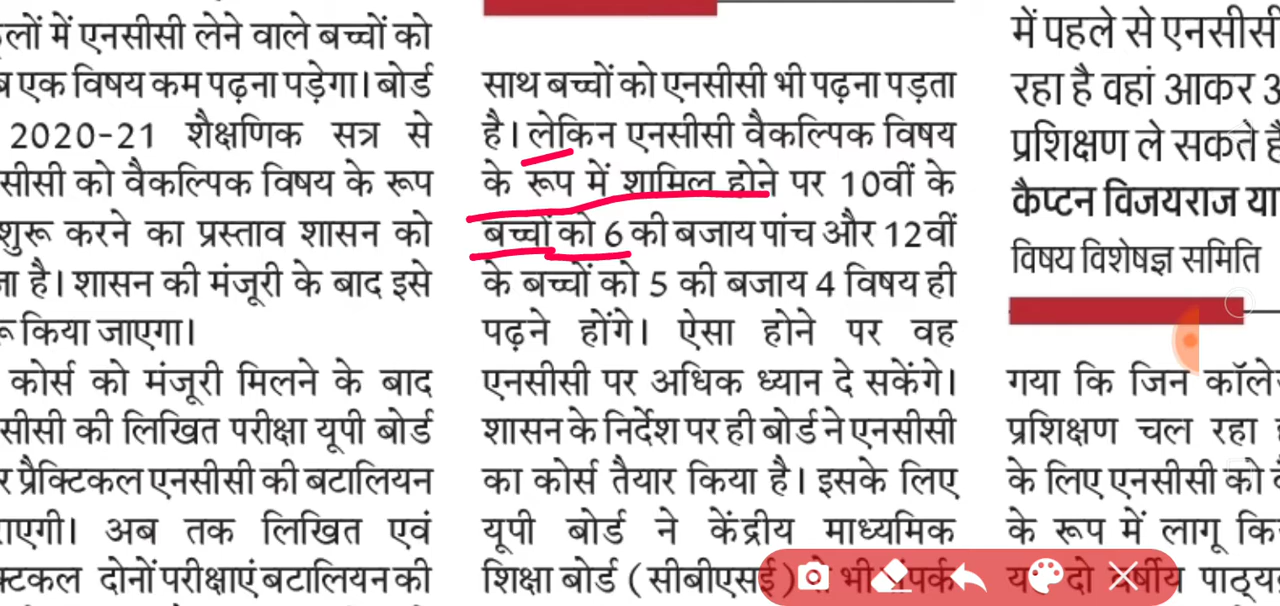 में एनसीसी लेने वाले बच्चों को
एक विषय कम पढ़ना पड़ेगा। बोर्ड
2020-21 शैक्षणिक सत्र से
को वैकल्पिक विषय के रूप
शुरू करने का प्रस्ताव शासन को
है। शासन की मंजूरी के बाद इसे
किया जाएगा।
कोर्स को मंजूरी मिलने के बाद
की लिखित परीक्षा यूपी बोर्ड
प्रैक्टिकल एनसीसी की बटालियन
अब तक लिखित एवं
दोनों परीक्षाएं बटालियन की
साथ बच्चों को एनसीसी भी पढ़ना पड़ता
है। लेकिन एनसीसी वैकल्पिक विषय
के रूप में शामिल होने पर 10वीं के
बच्चों को 6 की बजाय पांच और 12वीं
के बच्चों को 5 की बजाय 4 विषय ही
पढ़ने होंगे। ऐसा होने पर वह
एनसीसी पर अधिक ध्यान दे सकेंगे।
शासन के निर्देश पर ही बोर्ड ने एनसीसी
का कोर्स तैयार किया है। इसके लिए
यूपी बोर्ड ने केंद्रीय माध्यमिक
शिक्षा बोर्ड (सीबीएसई) से भी संपर्क
में पहले से एनसीसी
रहा है वहां आकर
प्रशिक्षण ले सकते हैं
कैप्टन विजयराज
विषय विशेषज्ञ समिति
गया कि जिन
प्रशिक्षण चल रहा
के लिए एनसीसी को
के रूप में लागू
दो वर्षीय